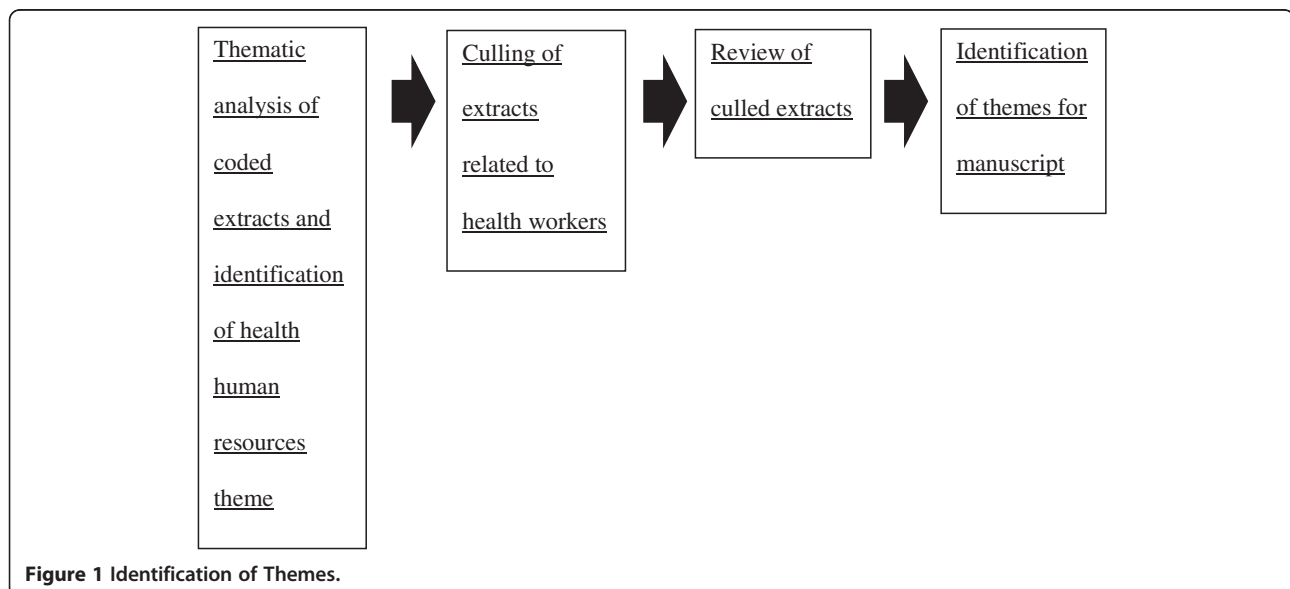 Thematic
analysis of
coded
extracts and
identification
of health
human
resources
theme
Culling of
extracts
related to
health workers
Review of
culled extracts
Identification
of themes for
manuscript
Figure 1 Identification of Themes.